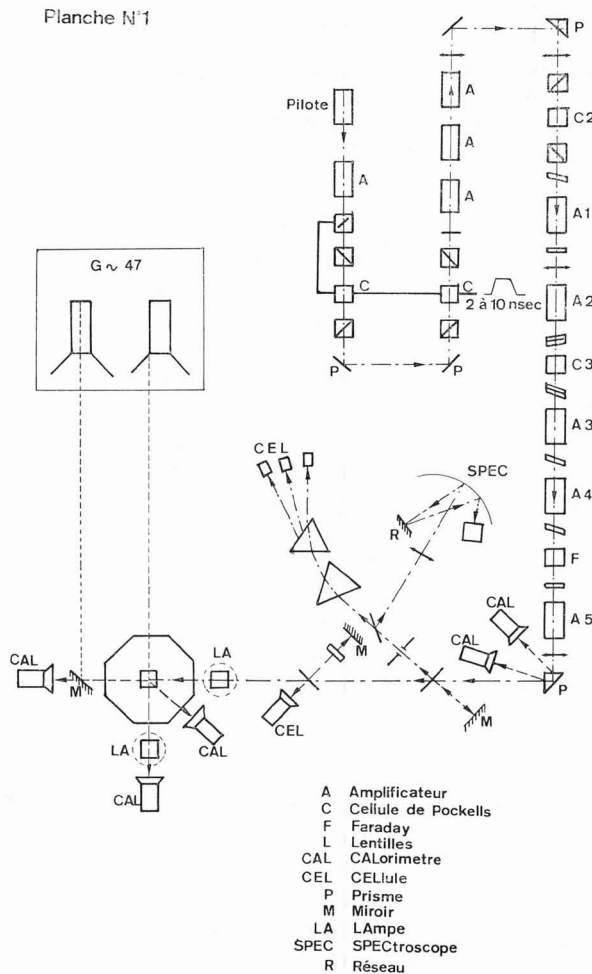 Planche N°1
Pilote
A
A
A
A
C
C
2 à 10 nsec
P
P
P
C2
A1
A2
C3
A3
A4
F
A5
P
G ~ 47
CEL
SPEC
R
M
CEL
M
CAL
CAL
CAL
M
LA
LA
CAL
CAL
A Amplificateur
C Cellule de Pockells
F Faraday
L Lentilles
CAL CALorimetre
CEL CELlule
P Prisme
M Miroir
LA LAmpe
SPEC SPECtroscope
R Réseau